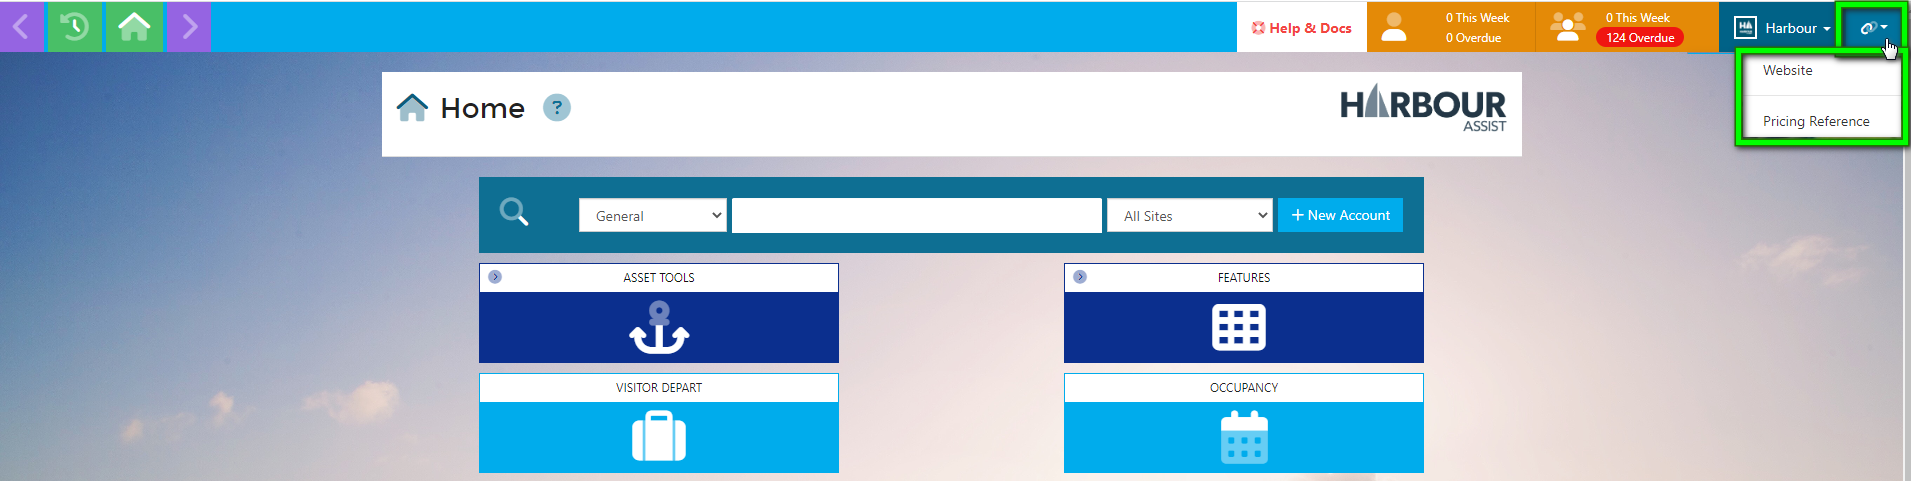 Help & Docs
0 This Week
0 Overdue
0 This Week
124 Overdue
HA
Harbour
Website
Pricing Reference
Home ?
HARBOUR
ASSIST
General
All Sites
+ New Account
ASSET TOOLS
FEATURES
VISITOR DEPART
OCCUPANCY